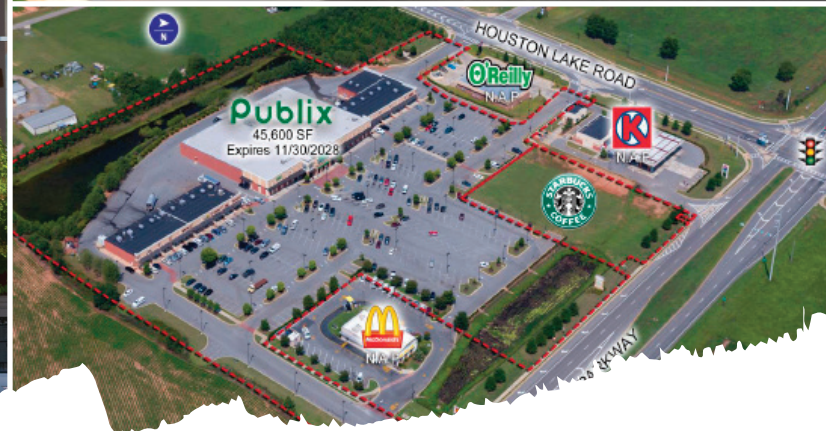 N
HOUSTON LAKE ROAD
O'Reilly
N.A.P.
Publix
45,600 SF
Expires 11/30/2028
K
N.A.P.
STARBUCKS
COFFEE
McDonald's
N.A.P.